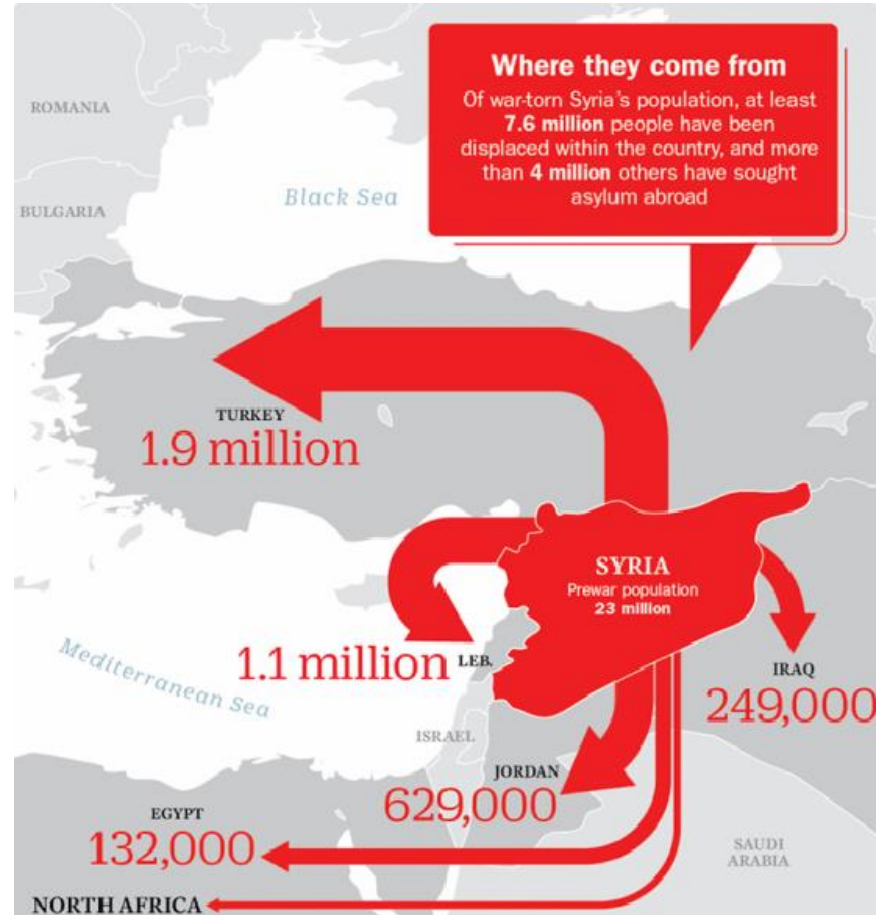 Where they come from
Of war-torn Syria's population, at least
7.6 million people have been
displaced within the country, and more
than 4 million others have sought
asylum abroad
ROMANIA
BULGARIA
Black Sea
TURKEY
1.9 million
SYRIA
Prewar population
23 million
Mediterranean Sea
1.1 million LEB.
IRAQ
249,000
ISRAEL
JORDAN
629,000
EGYPT
132,000
SAUDI
ARABIA
NORTH AFRICA